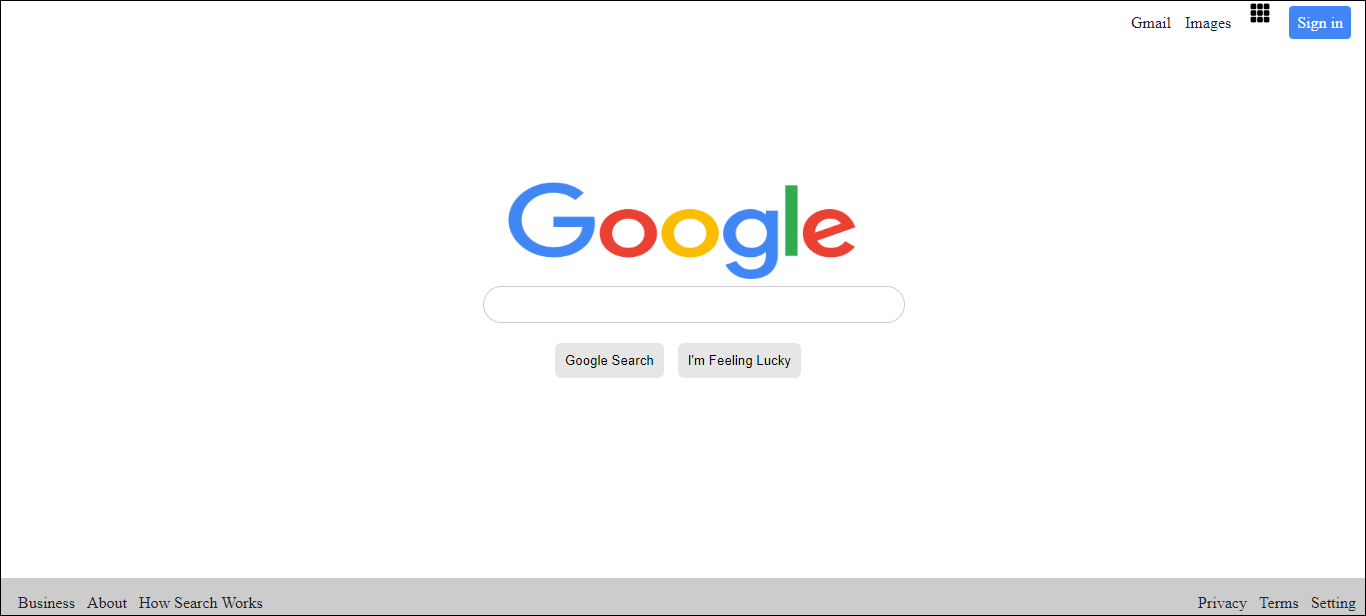 Gmail Images Sign in
Google
Google Search I'm Feeling Lucky
Business About How Search Works Privacy Terms Setting